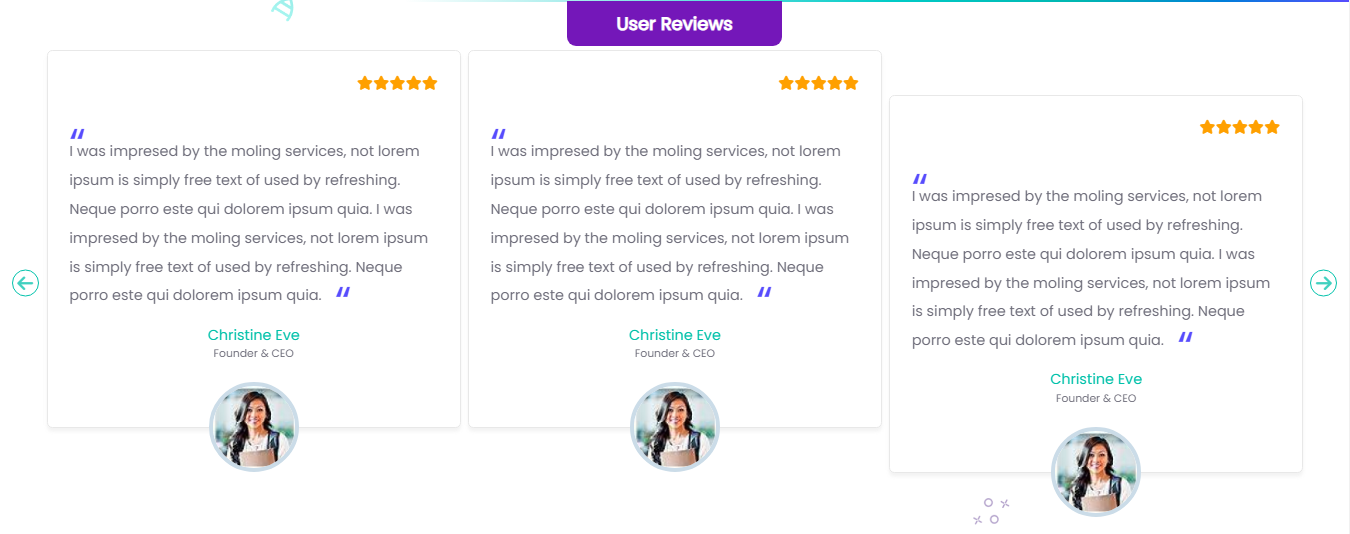 User Reviews
“
I was impresed by the moling services, not lorem
ipsum is simply free text of used by refreshing.
Neque porro este qui dolorem ipsum quia. I was
impresed by the moling services, not lorem ipsum
is simply free text of used by refreshing. Neque
porro este qui dolorem ipsum quia. “
Christine Eve
Founder & CEO
“
I was impresed by the moling services, not lorem
ipsum is simply free text of used by refreshing.
Neque porro este qui dolorem ipsum quia. I was
impresed by the moling services, not lorem ipsum
is simply free text of used by refreshing. Neque
porro este qui dolorem ipsum quia. “
Christine Eve
Founder & CEO
“
I was impresed by the moling services, not lorem
ipsum is simply free text of used by refreshing.
Neque porro este qui dolorem ipsum quia. I was
impresed by the moling services, not lorem ipsum
is simply free text of used by refreshing. Neque
porro este qui dolorem ipsum quia. “
Christine Eve
Founder & CEO